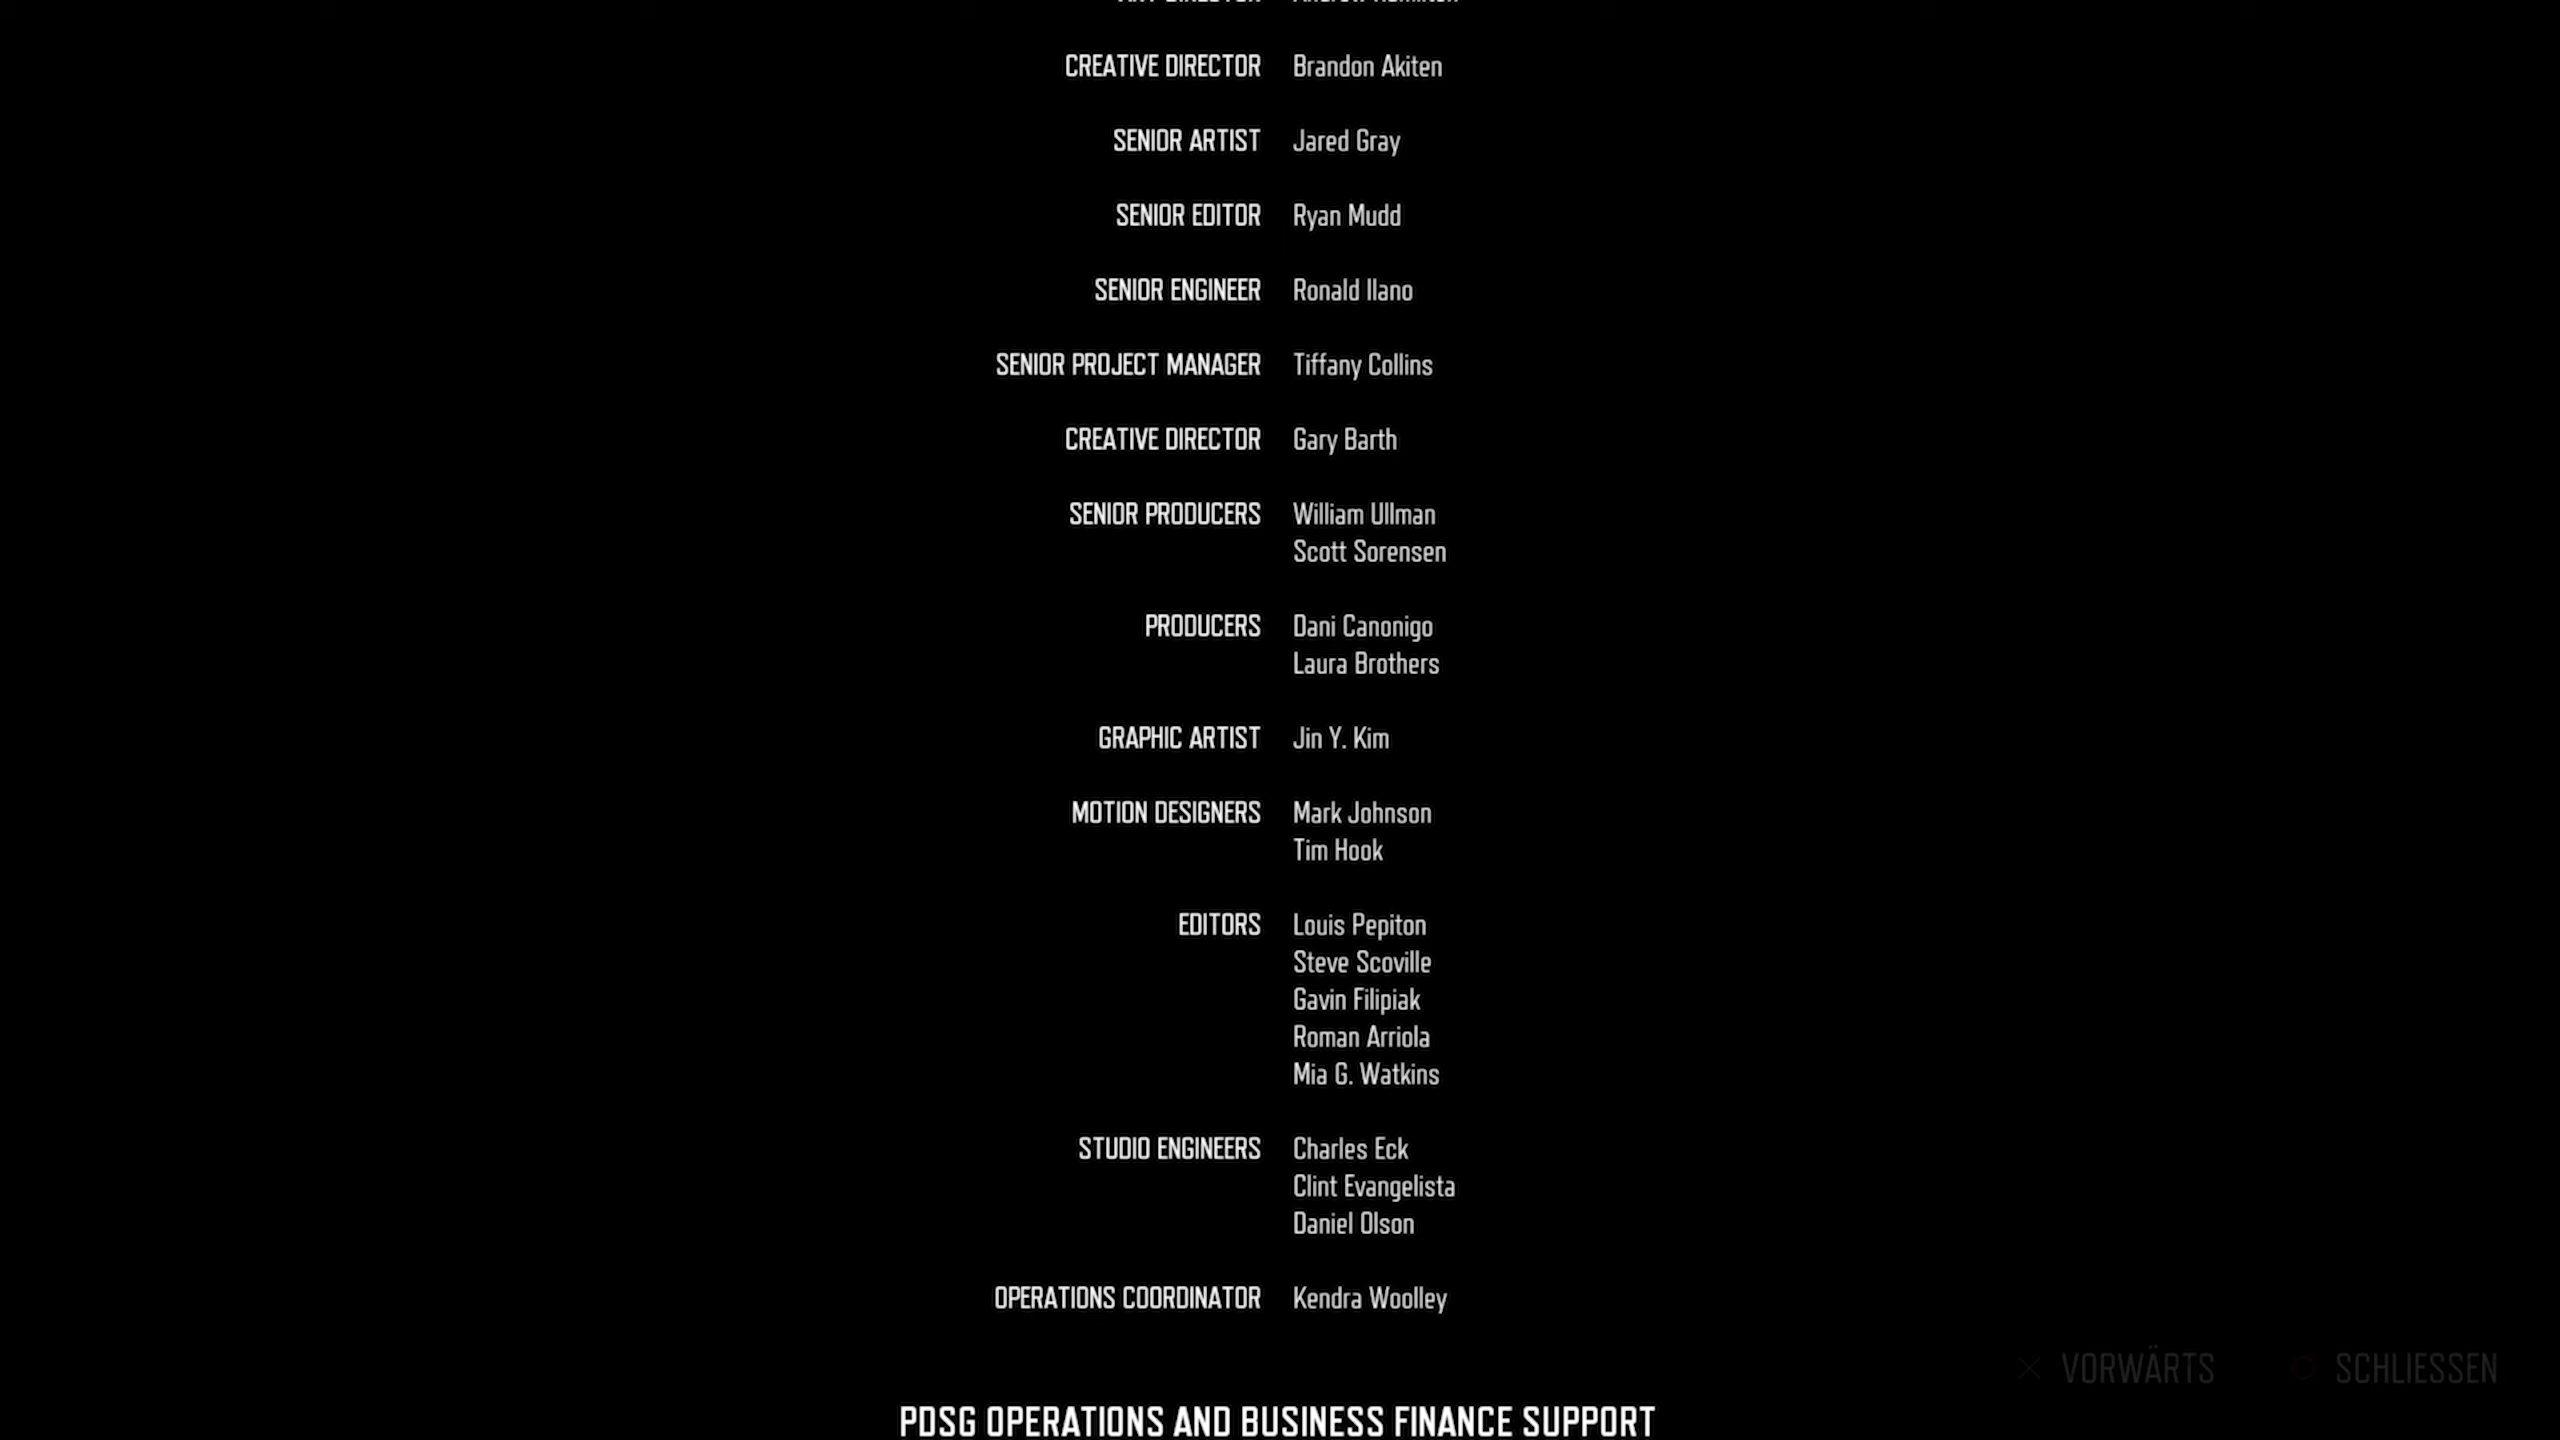 CREATIVE DIRECTOR Brandon Akiten
SENIOR ARTIST Jared Gray
SENIOR EDITOR Ryan Mudd
SENIOR ENGINEER Ronald Ilano
SENIOR PROJECT MANAGER Tiffany Collins
CREATIVE DIRECTOR Gary Barth
SENIOR PRODUCERS William Ullman
Scott Sorensen
PRODUCERS Dani Canonigo
Laura Brothers
GRAPHIC ARTIST Jin Y. Kim
MOTION DESIGNERS Mark Johnson
Tim Hook
EDITORS Louis Pepiton
Steve Scoville
Gavin Filipiak
Roman Arriola
Mia G. Watkins
STUDIO ENGINEERS Charles Eck
Clint Evangelista
Daniel Olson
OPERATIONS COORDINATOR Kendra Woolley
VORWÄRTS SCHLIESSEN
PDSG OPERATIONS AND BUSINESS FINANCE SUPPORT